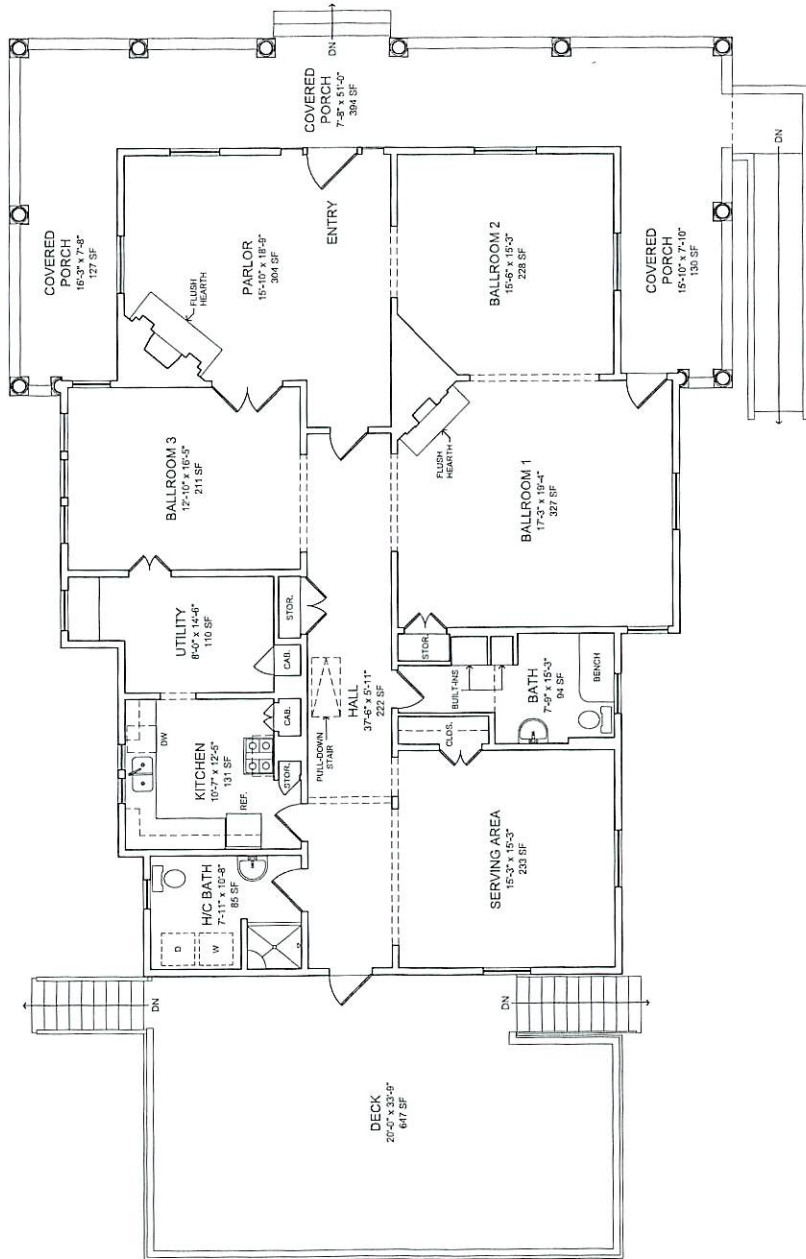 COVERED
PORCH
16'-3" x 7'-8"
127 SF
DN
COVERED
PORCH
7'-8" x 51'-0"
394 SF
DN
PARLOR
15'-10" x 18'-9"
304 SF
FLUSH
HEARTH
ENTRY
BALLROOM 2
15'-6" x 15'-3"
228 SF
COVERED
PORCH
15'-10" x 7'-10"
130 SF
BALLROOM 3
12'-10" x 16'-5"
211 SF
FLUSH
HEARTH
BALLROOM 1
17'-3" x 19'-4"
327 SF
UTILITY
8'-0" x 14'-6"
110 SF
STOR.
CAB.
STOR.
HALL
37'-6" x 5'-11"
222 SF
PULL-DOWN
STAIR
BUILT-INS
BATH
7'-9" x 15'-3"
94 SF
BENCH
CLOS.
KITCHEN
10'-7" x 12'-5"
131 SF
DW
REF.
CAB.
STOR.
H/C BATH
7'-11" x 10'-8"
85 SF
D
W
SERVING AREA
15'-3" x 15'-3"
233 SF
DN
DN
DECK
20'-0" x 33'-9"
647 SF